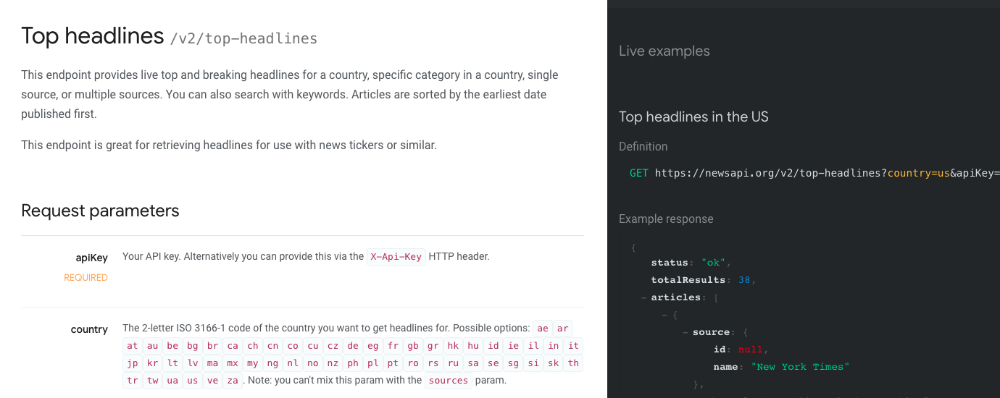 Top headlines /v2/top-headlines
This endpoint provides live top and breaking headlines for a country, specific category in a country, single
source, or multiple sources. You can also search with keywords. Articles are sorted by the earliest date
published first.
This endpoint is great for retrieving headlines for use with news tickers or similar.
Request parameters
apiKey
REQUIRED
Your API key. Alternatively you can provide this via the X-Api-Key HTTP header.
country
The 2-letter ISO 3166-1 code of the country you want to get headlines for. Possible options: ae ar
at au be bg br ca ch cn co cu cz de eg fr gb gr hk hu id ie il in it
jp kr lt lv ma mx my ng nl no nz ph pl pt ro rs ru sa se sg si sk th
tr tw ua us ve za . Note: you can't mix this param with the sources param.
Live examples
Top headlines in the US
Definition
GET https://newsapi.org/v2/top-headlines?country=us&apiKey=
Example response
{
status: "ok",
totalResults: 38,
- articles: [
- {
- source: {
id: null,
name: "New York Times"
},